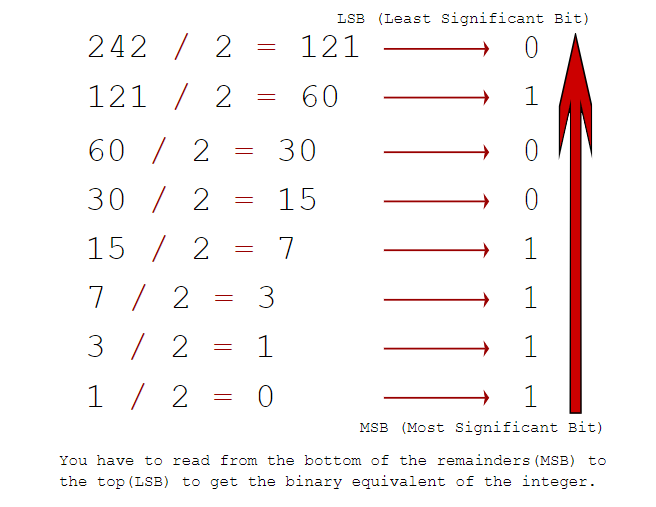 LSB (Least Significant Bit)
242 / 2 = 121 0
121 / 2 = 60 1
60 / 2 = 30 0
30 / 2 = 15 0
15 / 2 = 7 1
7 / 2 = 3 1
3 / 2 = 1 1
1 / 2 = 0 1
MSB (Most Significant Bit)
You have to read from the bottom of the remainders(MSB) to
the top(LSB) to get the binary equivalent of the integer.